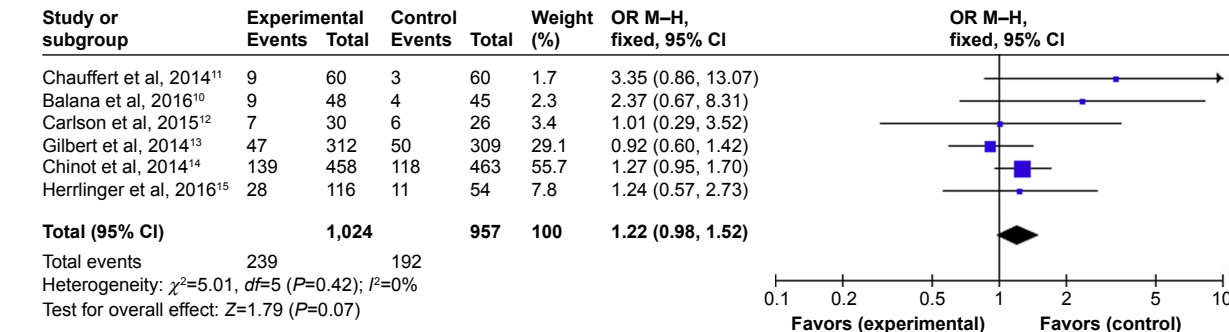 Study or Experimental Control Weight OR M–H, OR M–H,
subgroup Events Total Events Total (%) fixed, 95% CI fixed, 95% CI
Chauffert et al, 2014¹¹ 9 60 3 60 1.7 3.35 (0.86, 13.07)
Balana et al, 2016¹⁰ 9 48 4 45 2.3 2.37 (0.67, 8.31)
Carlson et al, 2015¹² 7 30 6 26 3.4 1.01 (0.29, 3.52)
Gilbert et al, 2014¹³ 47 312 50 309 29.1 0.92 (0.60, 1.42)
Chinot et al, 2014¹⁴ 139 458 118 463 55.7 1.27 (0.95, 1.70)
Herrlinger et al, 2016¹⁵ 28 116 11 54 7.8 1.24 (0.57, 2.73)
Total (95% CI) 1,024 957 100 1.22 (0.98, 1.52)
Total events 239 192
Heterogeneity: χ²=5.01, df=5 (P=0.42); I²=0%
Test for overall effect: Z=1.79 (P=0.07)
0.1 0.2 0.5 1 2 5 10
Favors (experimental) Favors (control)